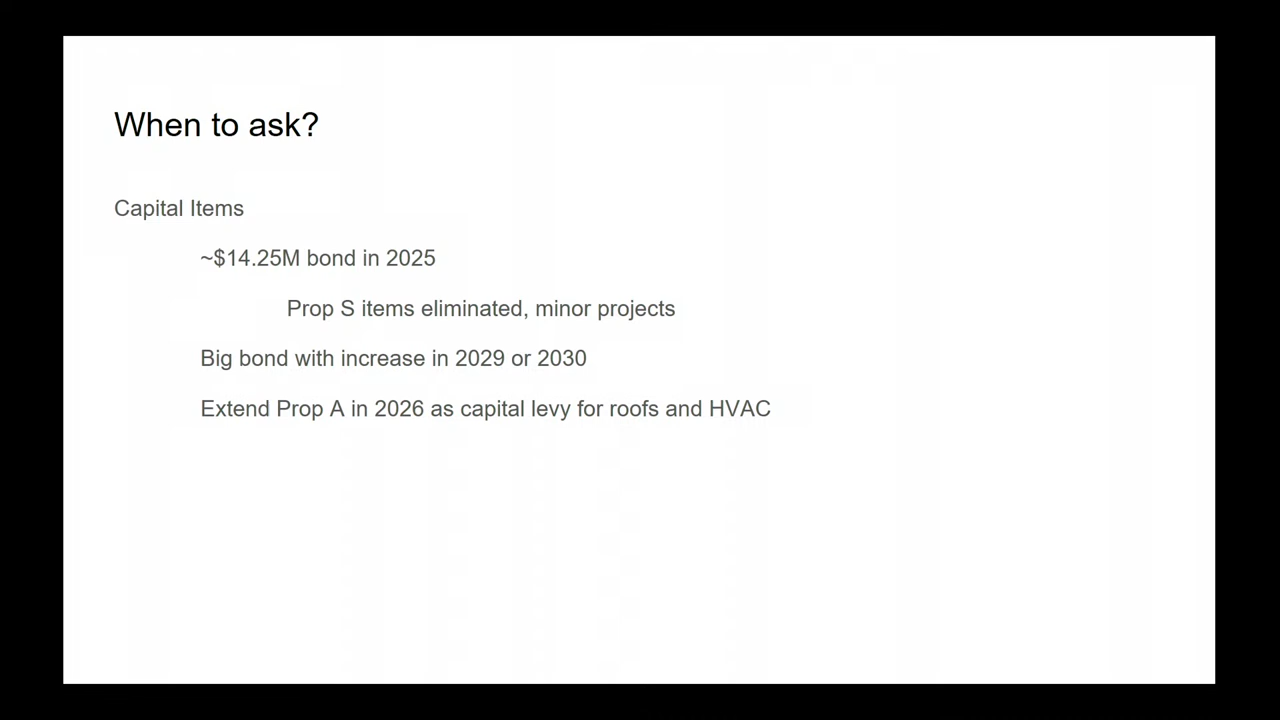 When to ask?
Capital Items
~$14.25M bond in 2025
Prop S items eliminated, minor projects
Big bond with increase in 2029 or 2030
Extend Prop A in 2026 as capital levy for roofs and HVAC